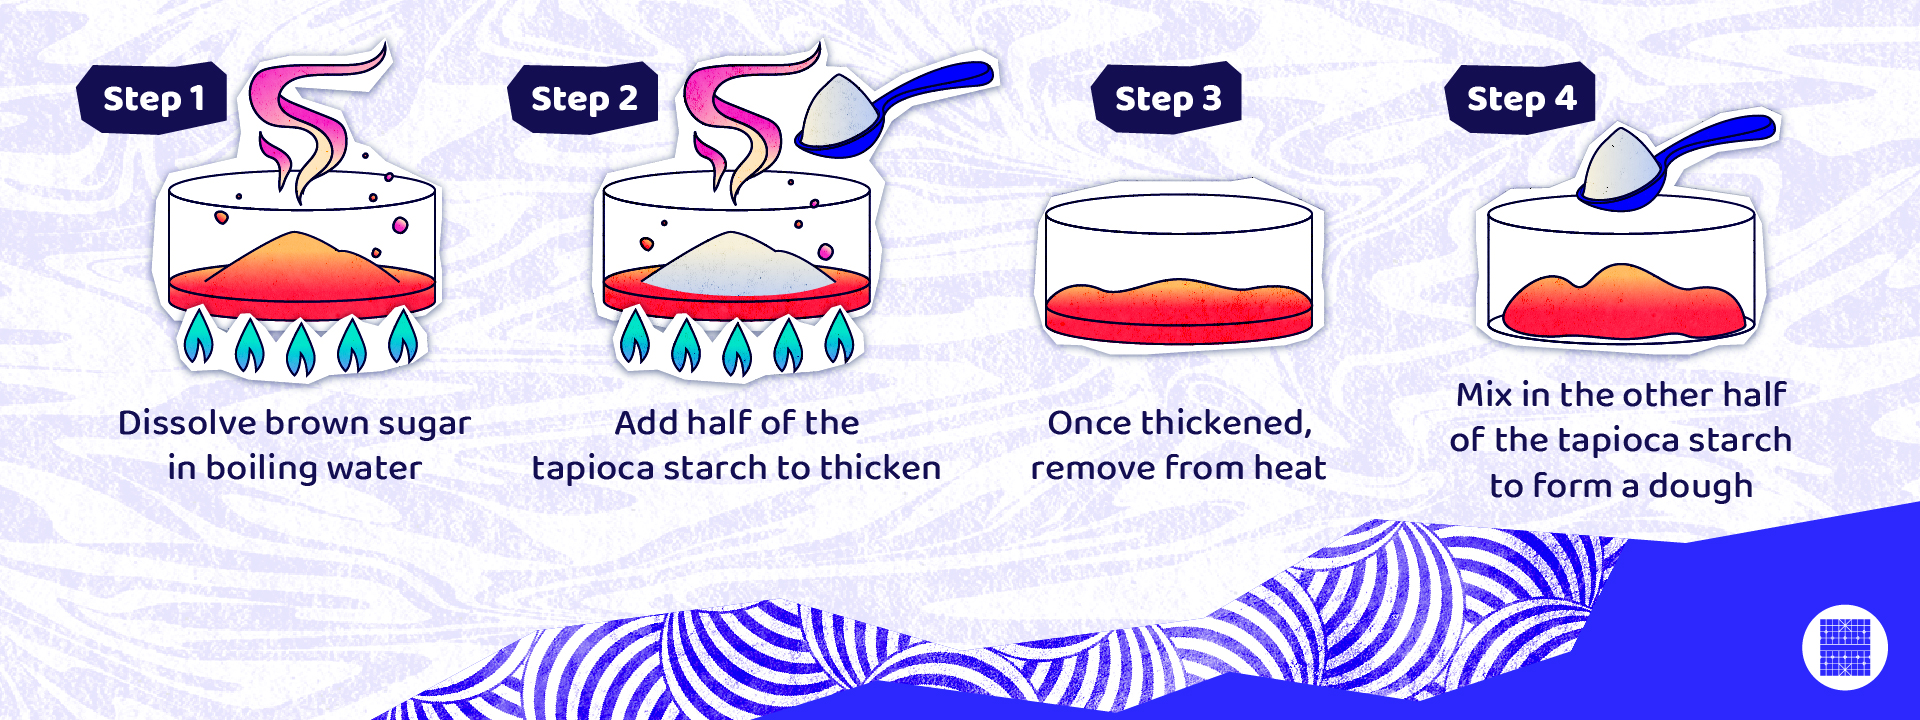 Step 1
Dissolve brown sugar
in boiling water
Step 2
Add half of the
tapioca starch to thicken
Step 3
Once thickened,
remove from heat
Step 4
Mix in the other half
of the tapioca starch
to form a dough